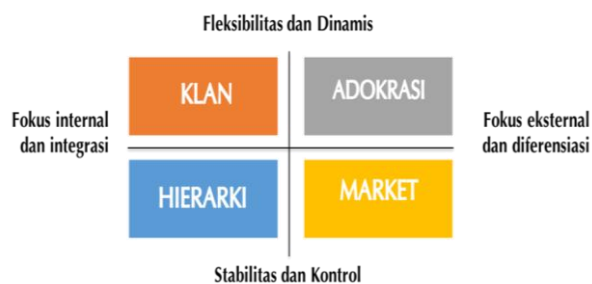 Fleksibilitas dan Dinamis
KLAN
ADOKRASI
Fokus internal
dan integrasi
Fokus eksternal
dan diferensiasi
HIERARKI
MARKET
Stabilitas dan Kontrol